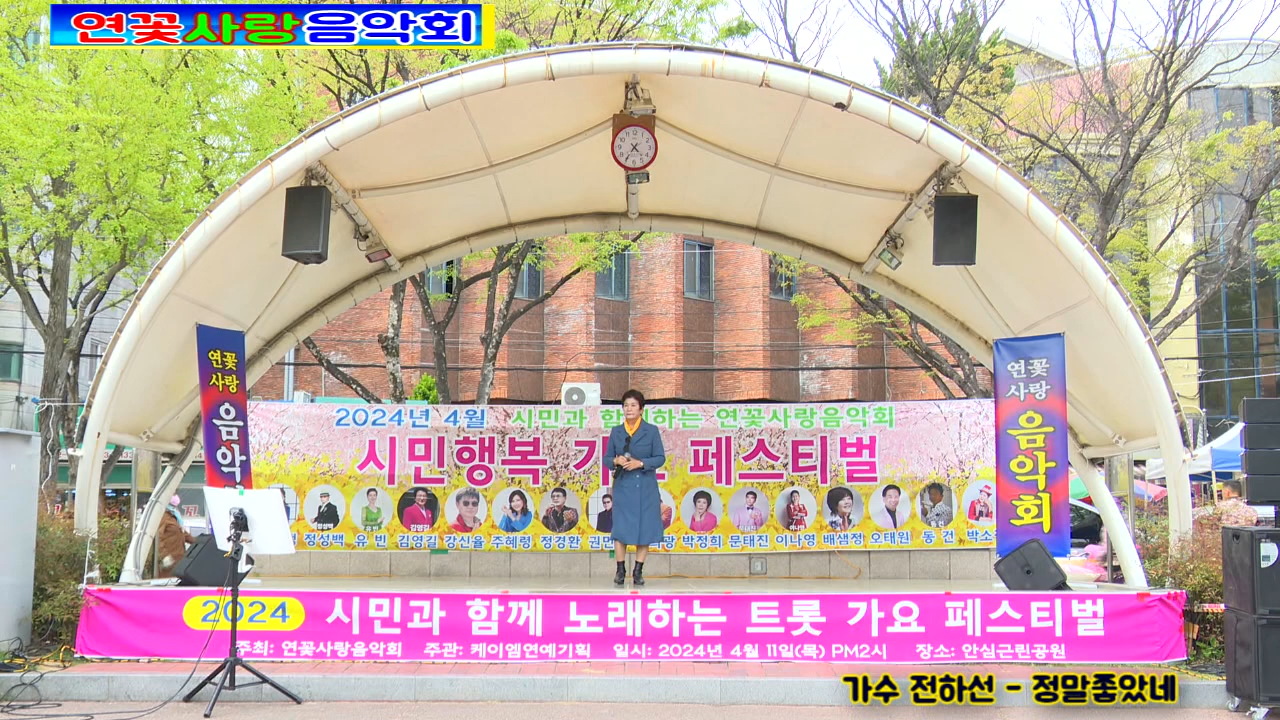 연꽃사랑음악회
연꽃
사랑
음악
연꽃
사랑
음악회
2024년 4월 시민과 함께하는 연꽃사랑음악회
시민행복 가요 페스티벌
정성백 유 빈 김영길 강신율 주혜령 정경환 권민 광 박정희 문태진 이나영 배샘정 오태원 동 건 박소
2024 시민과 함께 노래하는 트롯 가요 페스티벌
주최: 연꽃사랑음악회 주관: 케이엠연예기획 일시: 2024년 4월 11일(목) PM2시 장소: 안심근린공원
가수 전하선 - 정말좋았네